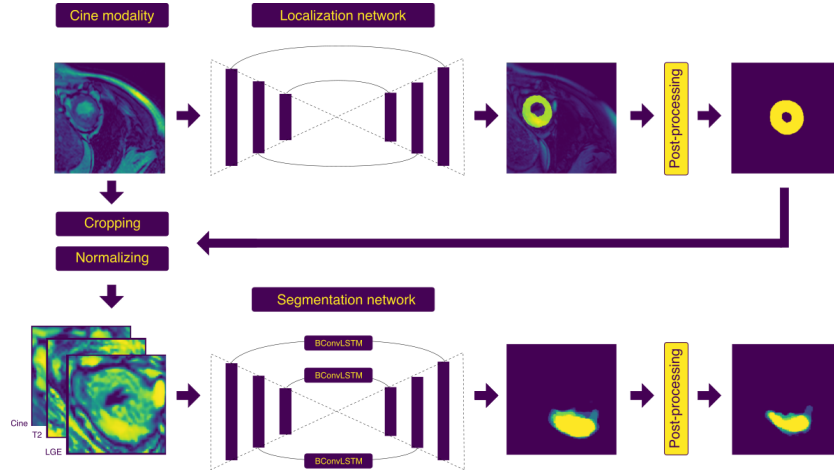 Cine modality
Localization network
Post-processing
Cropping
Normalizing
Segmentation network
BConvLSTM
BConvLSTM
BConvLSTM
Cine
T2
LGE
Post-processing